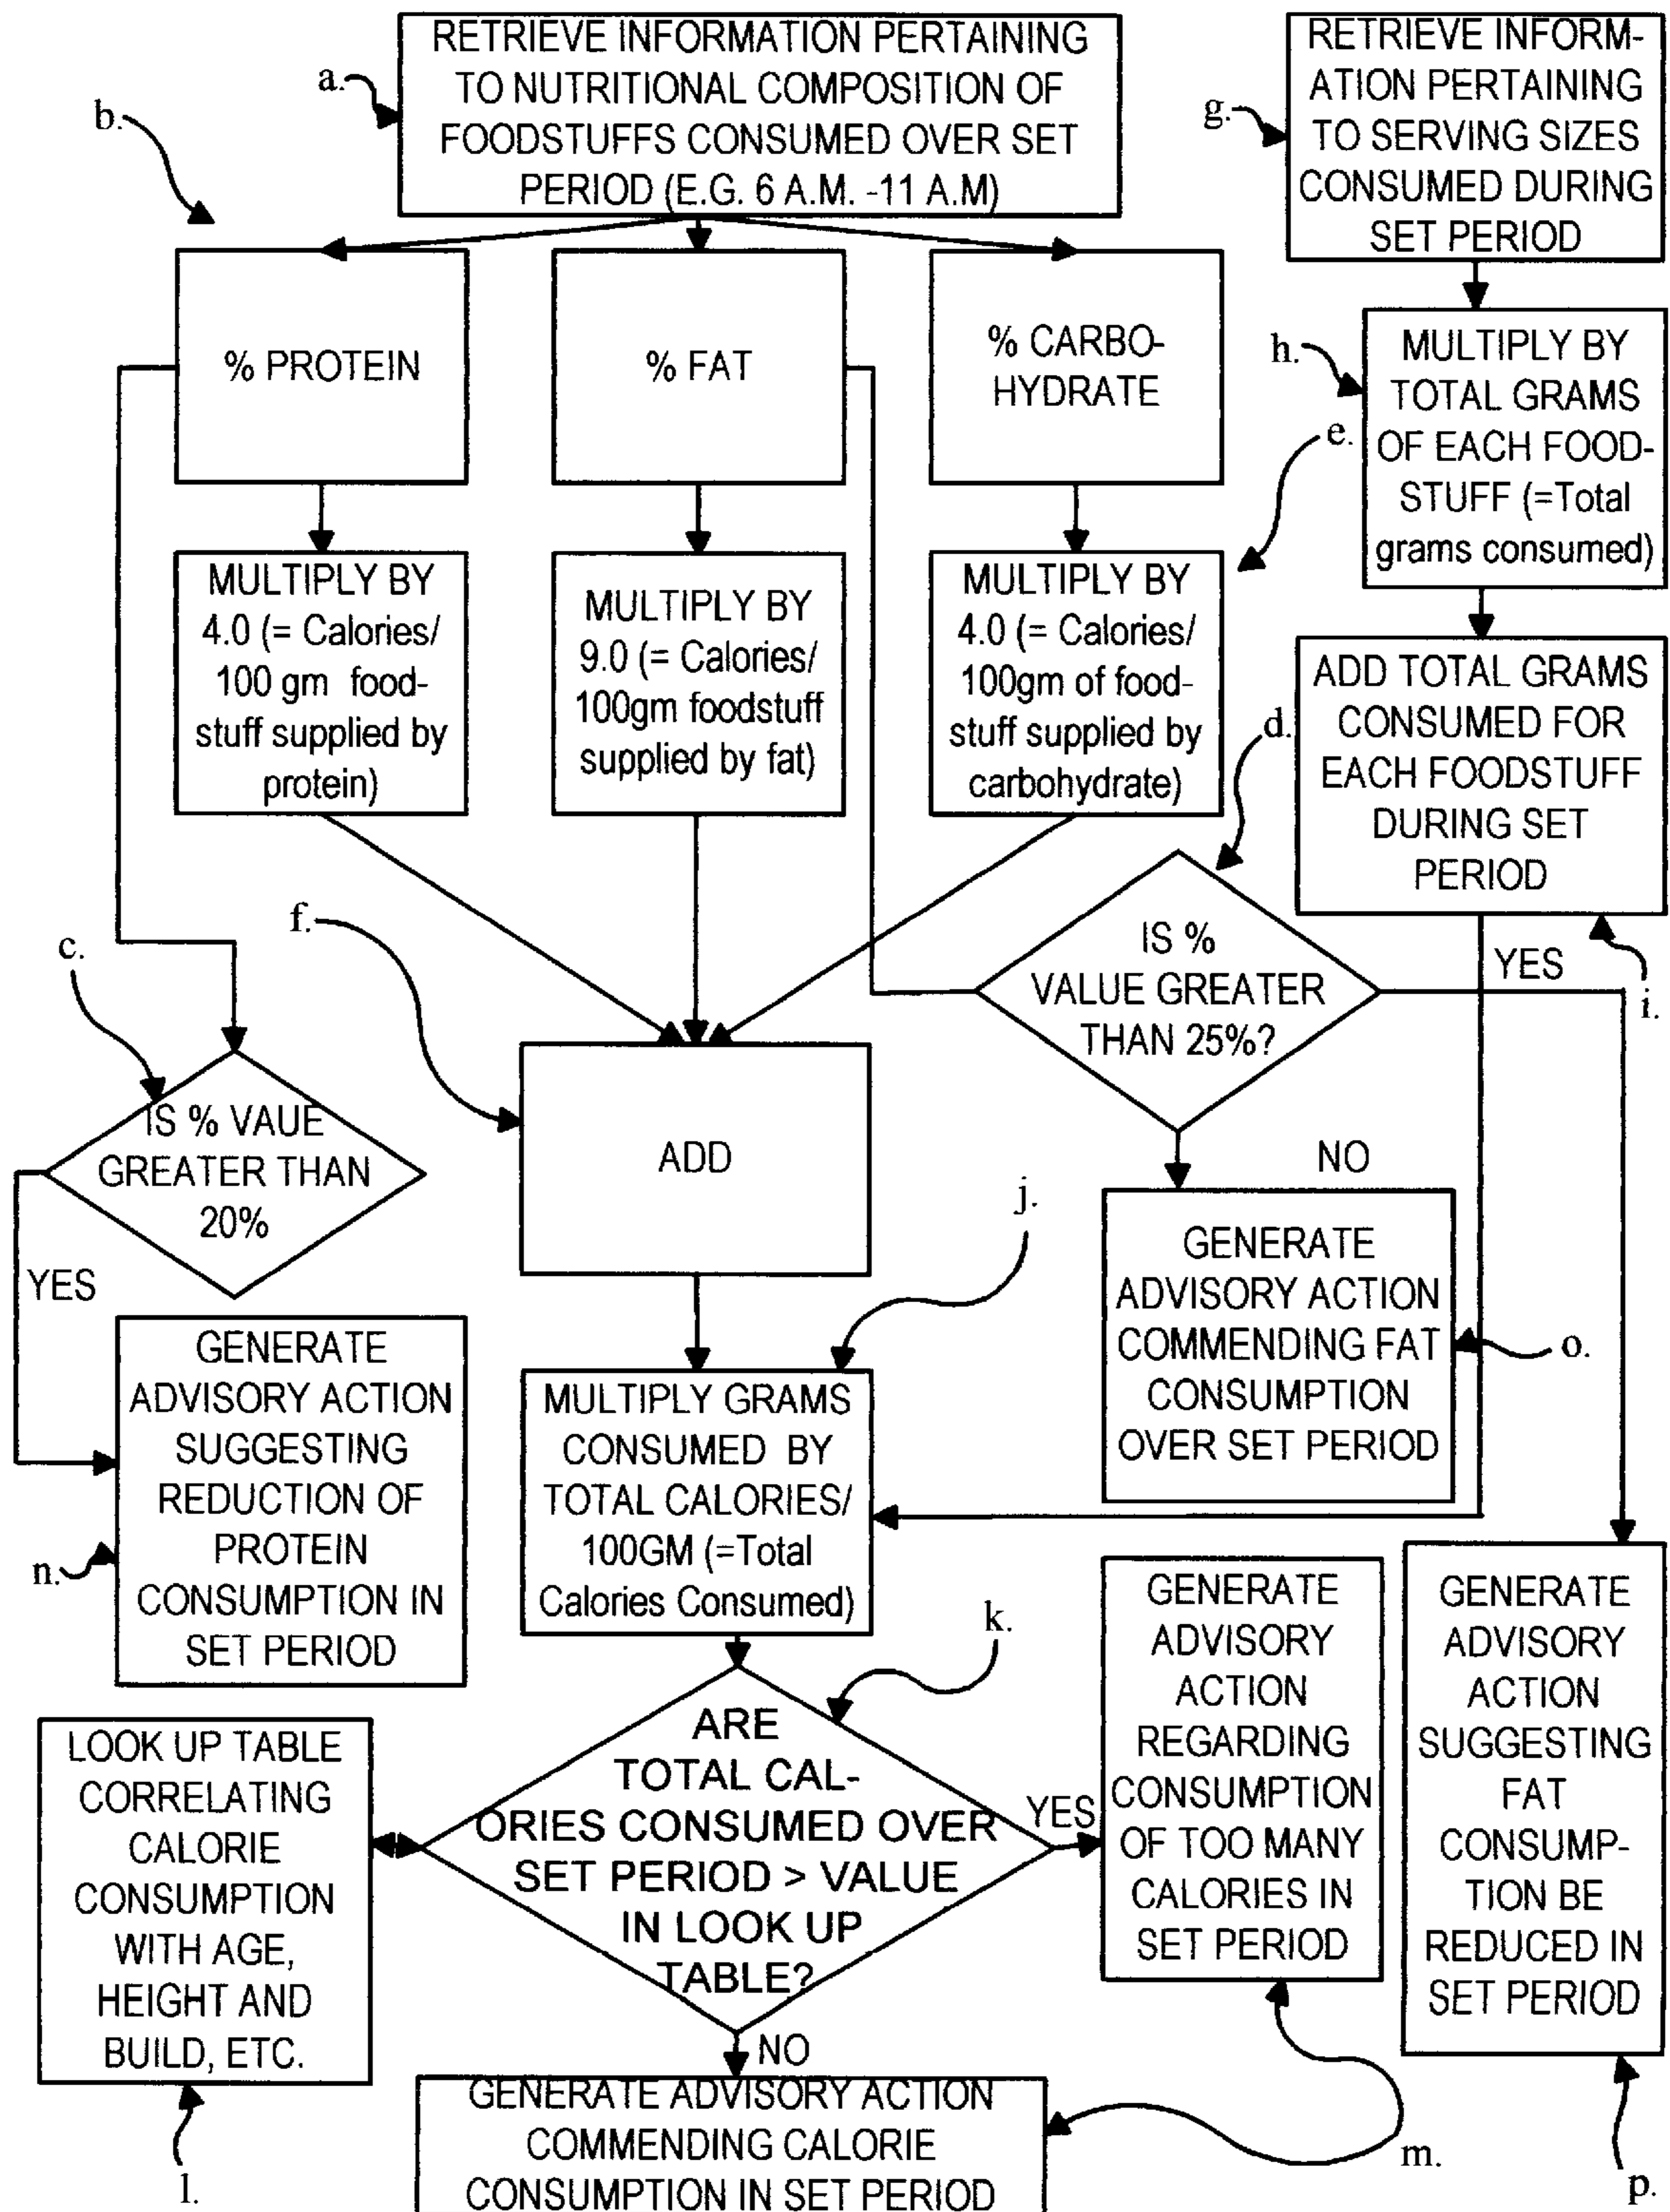 RETRIEVE INFORMATION PERTAINING
TO NUTRITIONAL COMPOSITION OF
FOODSTUFFS CONSUMED OVER SET
PERIOD (E.G. 6 A.M. -11 A.M)
a.
b.
RETRIEVE INFORM-
ATION PERTAINING
TO SERVING SIZES
CONSUMED DURING
SET PERIOD
g.
% PROTEIN
% FAT
% CARBO-
HYDRATE
h.
MULTIPLY BY
TOTAL GRAMS
OF EACH FOOD-
STUFF (=Total
grams consumed)
e.
MULTIPLY BY
4.0 (= Calories/
100 gm food-
stuff supplied by
protein)
MULTIPLY BY
9.0 (= Calories/
100gm foodstuff
supplied by fat)
MULTIPLY BY
4.0 (= Calories/
100gm of food-
stuff supplied by
carbohydrate)
d.
ADD TOTAL GRAMS
CONSUMED FOR
EACH FOODSTUFF
DURING SET
PERIOD
f.
c.
IS %
VALUE GREATER
THAN 25%?
YES
i.
IS % VAUE
GREATER THAN
20%
YES
ADD
NO
j.
GENERATE
ADVISORY ACTION
COMMENDING FAT
CONSUMPTION
OVER SET PERIOD
o.
GENERATE
ADVISORY ACTION
SUGGESTING
REDUCTION OF
PROTEIN
CONSUMPTION IN
SET PERIOD
n.
MULTIPLY GRAMS
CONSUMED BY
TOTAL CALORIES/
100GM (=Total
Calories Consumed)
k.
GENERATE
ADVISORY
ACTION
REGARDING
CONSUMPTION
OF TOO MANY
CALORIES IN
SET PERIOD
GENERATE
ADVISORY
ACTION
SUGGESTING
FAT
CONSUMP-
TION BE
REDUCED IN
SET PERIOD
LOOK UP TABLE
CORRELATING
CALORIE
CONSUMPTION
WITH AGE,
HEIGHT AND
BUILD, ETC.
ARE
TOTAL CAL-
ORIES CONSUMED OVER
SET PERIOD > VALUE
IN LOOK UP
TABLE?
YES
NO
GENERATE ADVISORY ACTION
COMMENDING CALORIE
CONSUMPTION IN SET PERIOD
l.
m.
p.